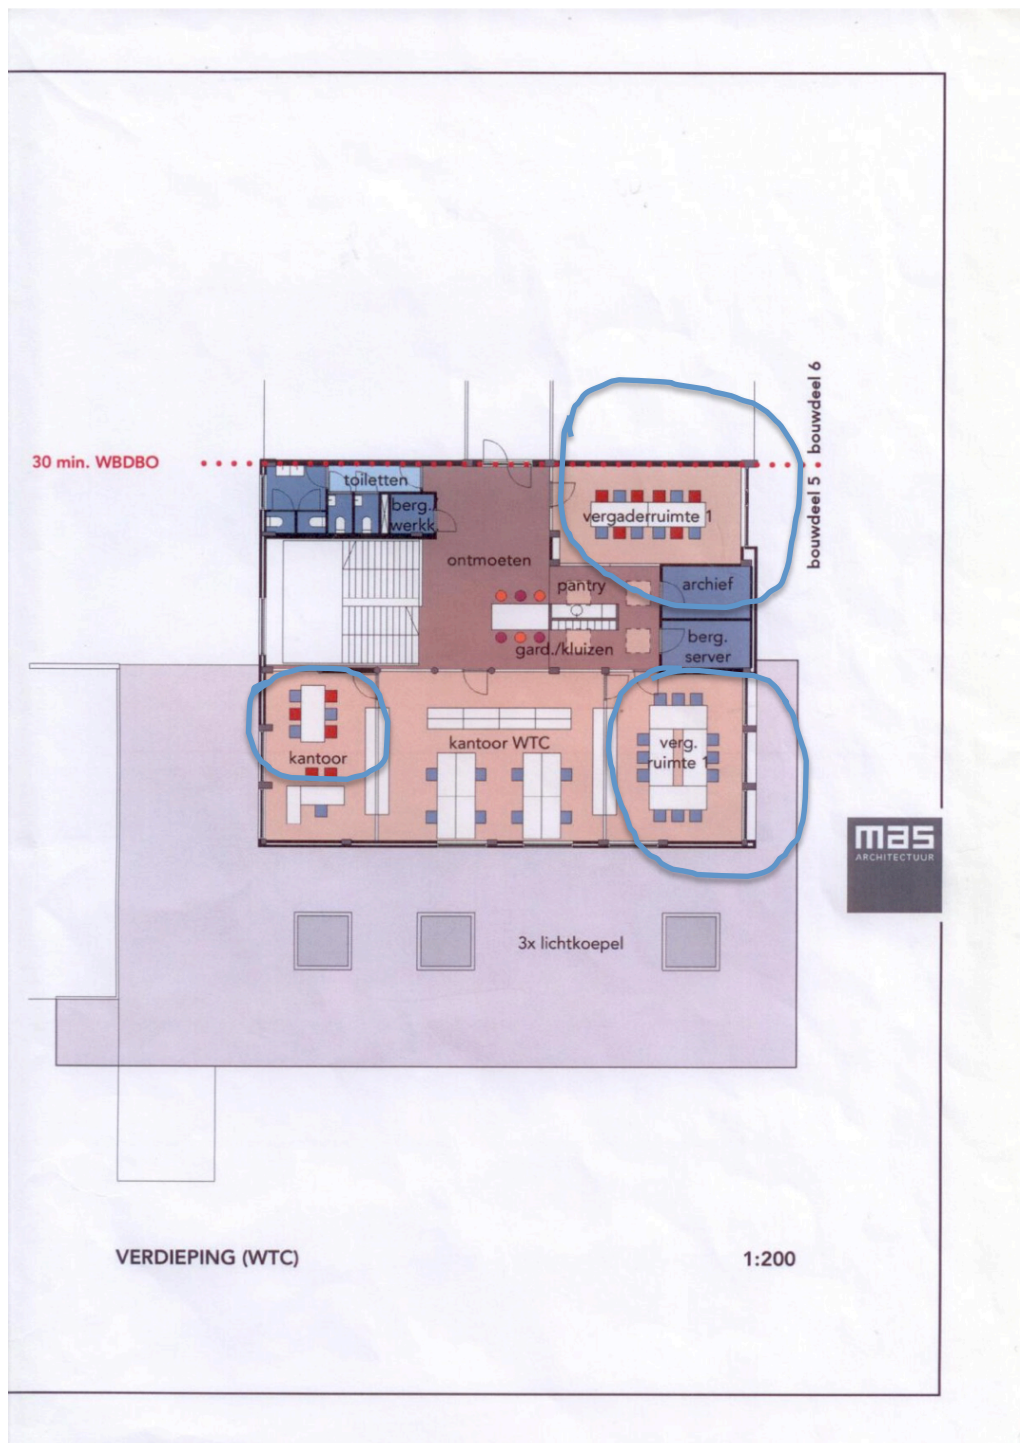 bouwdeel 5 bouwdeel 6
30 min. WBDBO
toiletten
berg./
werkk.
vergaderruimte 1
ontmoeten
pantry
archief
gard./kluizen
berg.
server
kantoor
kantoor WTC
verg.
ruimte 1
mas
ARCHITECTUUR
3x lichtkoepel
VERDIEPING (WTC)
1:200